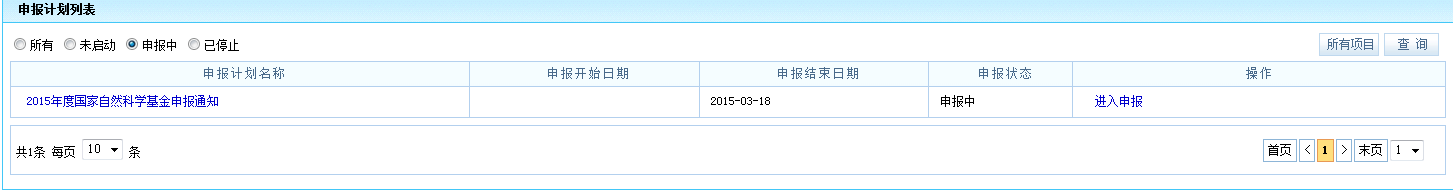 申报计划列表
所有 未启动 申报中 已停止 所有项目 查 询
申报计划名称 申报开始日期 申报结束日期 申报状态 操作
2015年度国家自然科学基金申报通知 2015-03-18 申报中 进入申报
共1条 每页 10 条 首页 < 1 > 末页 1